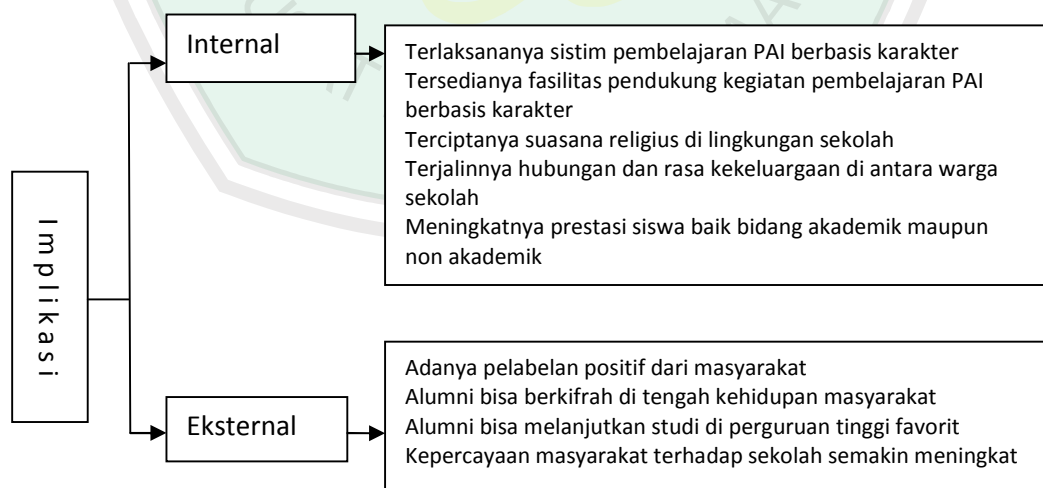 Internal
Terlaksananya sistim pembelajaran PAI berbasis karakter
Tersedianya fasilitas pendukung kegiatan pembelajaran PAI
berbasis karakter
Terciptanya suasana religius di lingkungan sekolah
Terjalinnya hubungan dan rasa kekeluargaan di antara warga
sekolah
Meningkatnya prestasi siswa baik bidang akademik maupun
non akademik
Implikasi
Eksternal
Adanya pelabelan positif dari masyarakat
Alumni bisa berkifrah di tengah kehidupan masyarakat
Alumni bisa melanjutkan studi di perguruan tinggi favorit
Kepercayaan masyarakat terhadap sekolah semakin meningkat